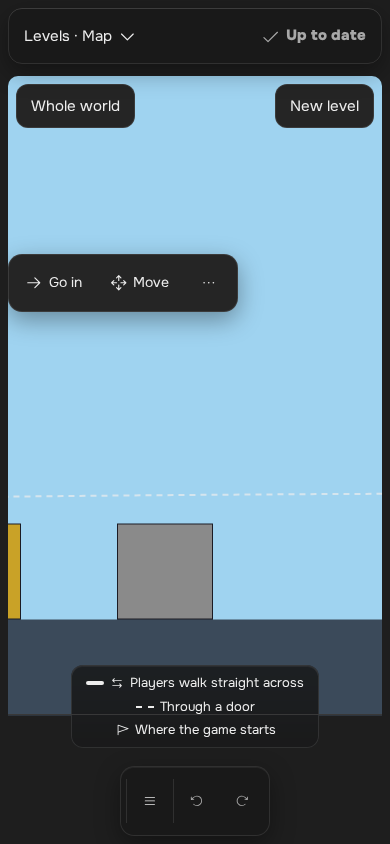 Levels · Map
Up to date
Whole world
New level
Go in
Move
Players walk straight across
Through a door
Where the game starts